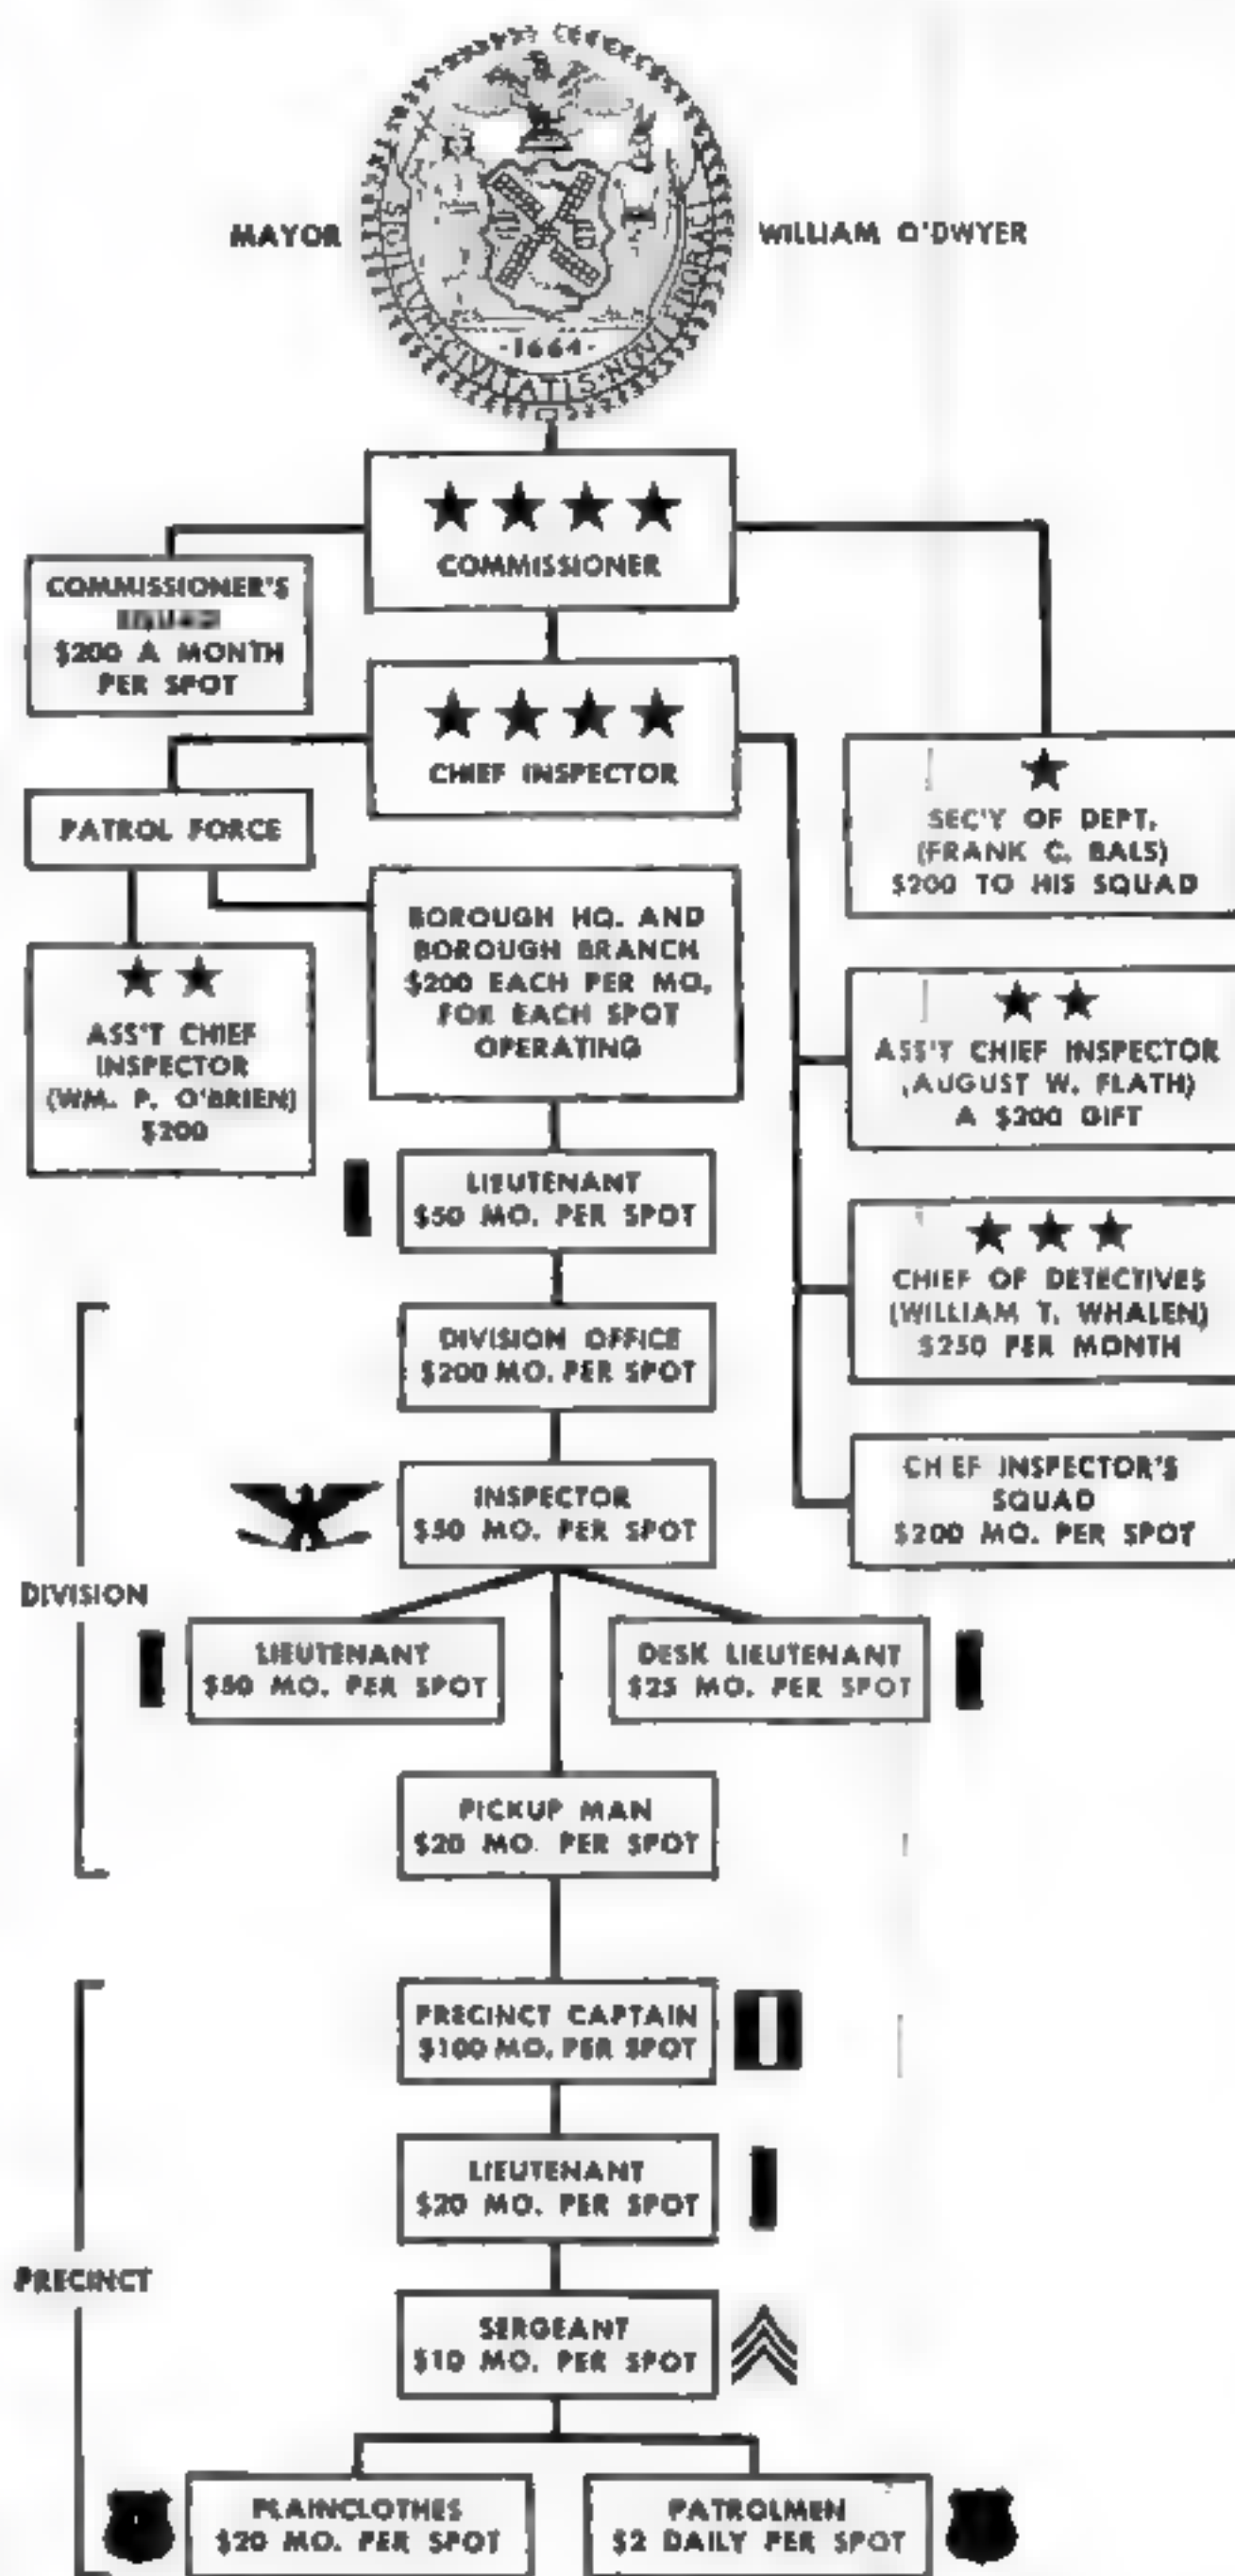 MAYOR
WILLIAM O'DWYER
SIGILLVM·CIVITATIS·NOVI EBORACI
·1664·
COMMISSIONER
COMMISSIONER'S
SQUAD
$200 A MONTH
PER SPOT
CHIEF INSPECTOR
PATROL FORCE
SEC'Y OF DEPT.
(FRANK C. BALS)
$200 TO HIS SQUAD
BOROUGH HQ. AND
BOROUGH BRANCH
$200 EACH PER MO.
FOR EACH SPOT
OPERATING
ASS'T CHIEF
INSPECTOR
(WM. P. O'BRIEN)
$200
ASS'T CHIEF INSPECTOR
(AUGUST W. FLATH)
A $200 GIFT
LIEUTENANT
$50 MO. PER SPOT
CHIEF OF DETECTIVES
(WILLIAM T. WHALEN)
$250 PER MONTH
DIVISION OFFICE
$200 MO. PER SPOT
CHIEF INSPECTOR'S
SQUAD
$200 MO. PER SPOT
INSPECTOR
$50 MO. PER SPOT
DIVISION
LIEUTENANT
$50 MO. PER SPOT
DESK LIEUTENANT
$25 MO. PER SPOT
PICKUP MAN
$20 MO. PER SPOT
PRECINCT CAPTAIN
$100 MO. PER SPOT
LIEUTENANT
$20 MO. PER SPOT
PRECINCT
SERGEANT
$10 MO. PER SPOT
PLAINCLOTHES
$20 MO. PER SPOT
PATROLMEN
$2 DAILY PER SPOT